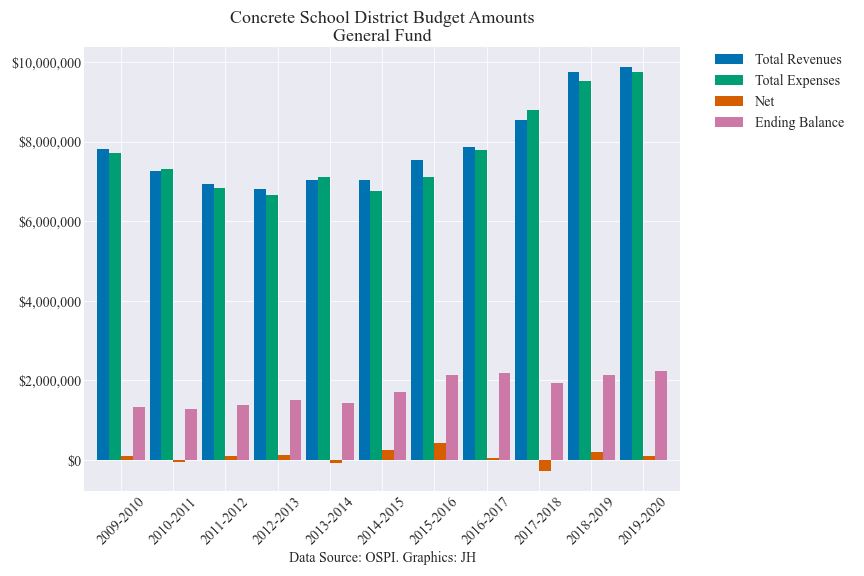 Concrete School District Budget Amounts
General Fund
Total Revenues
Total Expenses
Net
Ending Balance
$10,000,000
$8,000,000
$6,000,000
$4,000,000
$2,000,000
$0
2009-2010
2010-2011
2011-2012
2012-2013
2013-2014
2014-2015
2015-2016
2016-2017
2017-2018
2018-2019
2019-2020
Data Source: OSPI. Graphics: JH